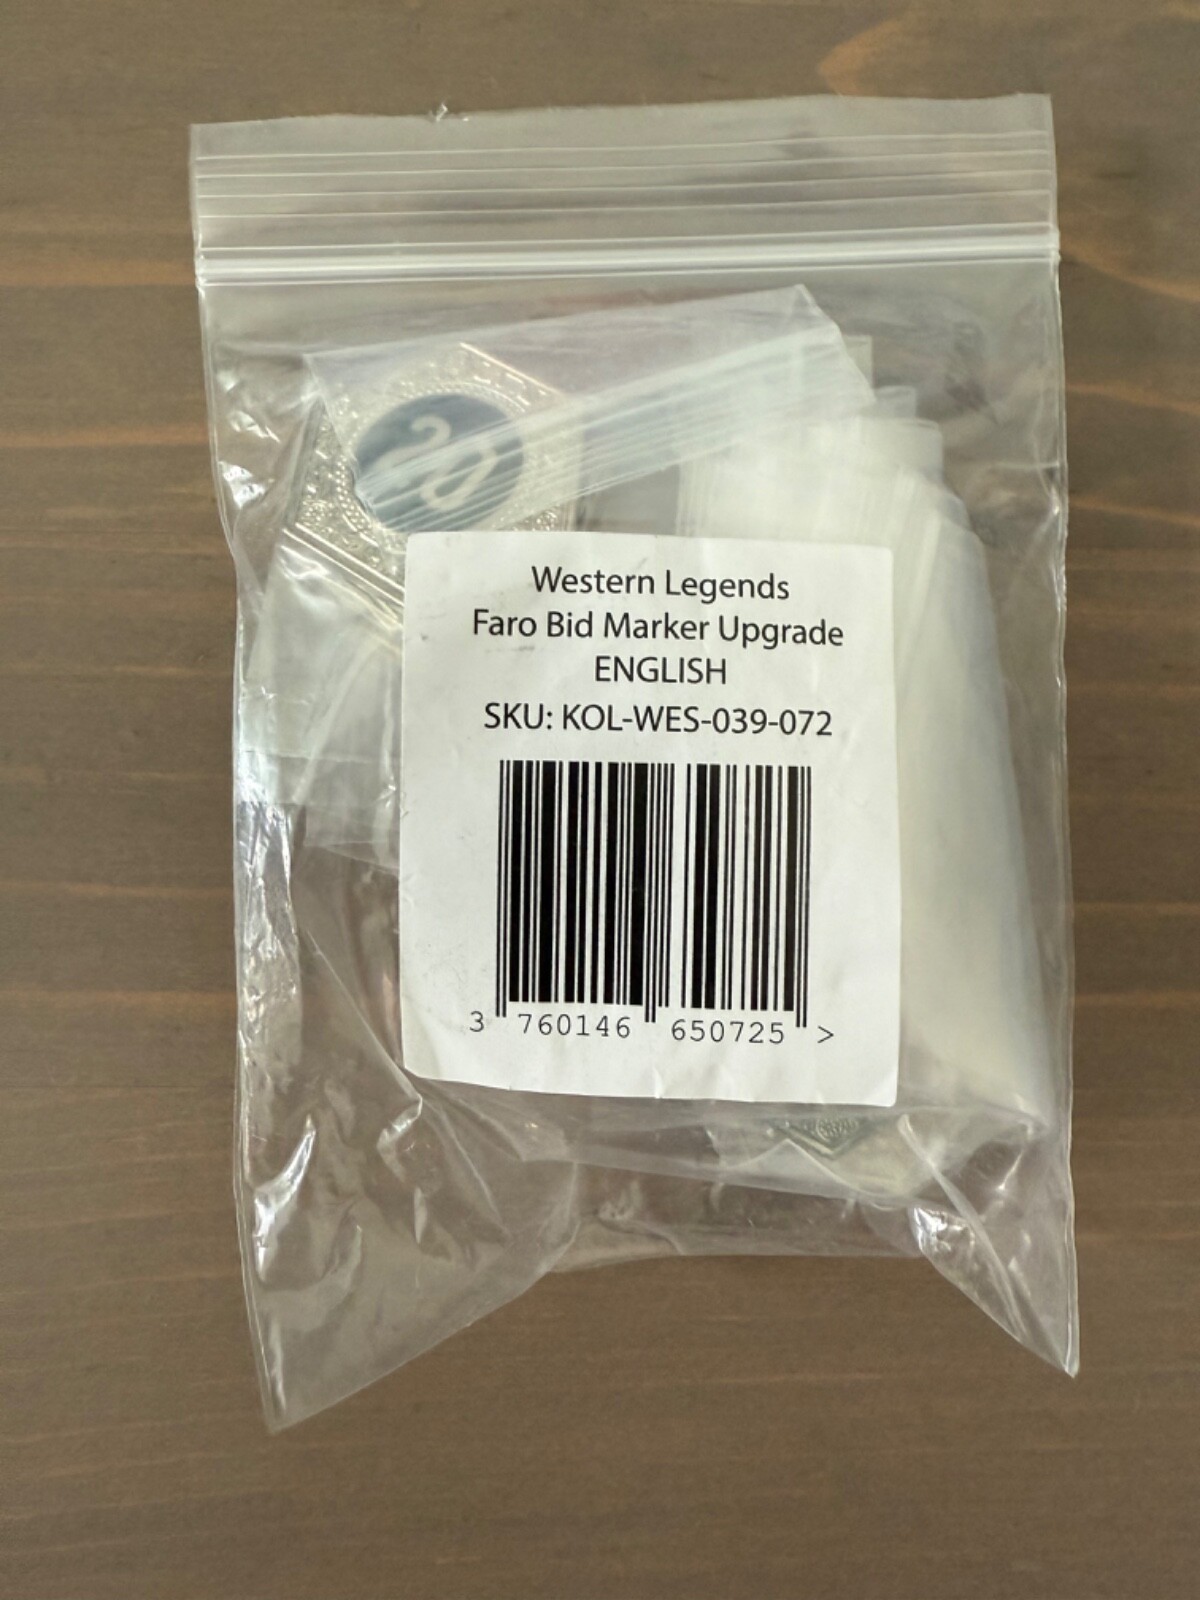 Western Legends
Faro Bid Marker Upgrade
ENGLISH
SKU: KOL-WES-039-072
3 760146 650725 >